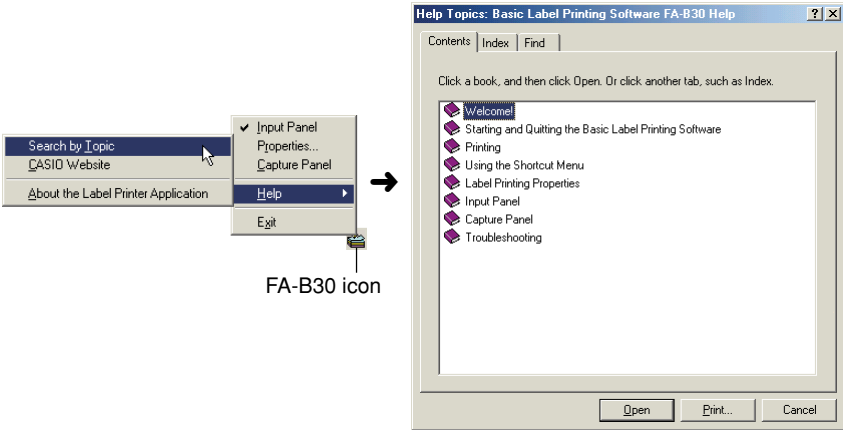 Search by Topic
CASIO Website
About the Label Printer Application
Input Panel
Properties...
Capture Panel
Help
Exit
FA-B30 icon
Help Topics: Basic Label Printing Software FA-B30 Help
Contents Index Find
Click a book, and then click Open. Or click another tab, such as Index.
Welcome!
Starting and Quitting the Basic Label Printing Software
Printing
Using the Shortcut Menu
Label Printing Properties
Input Panel
Capture Panel
Troubleshooting
Open Print... Cancel